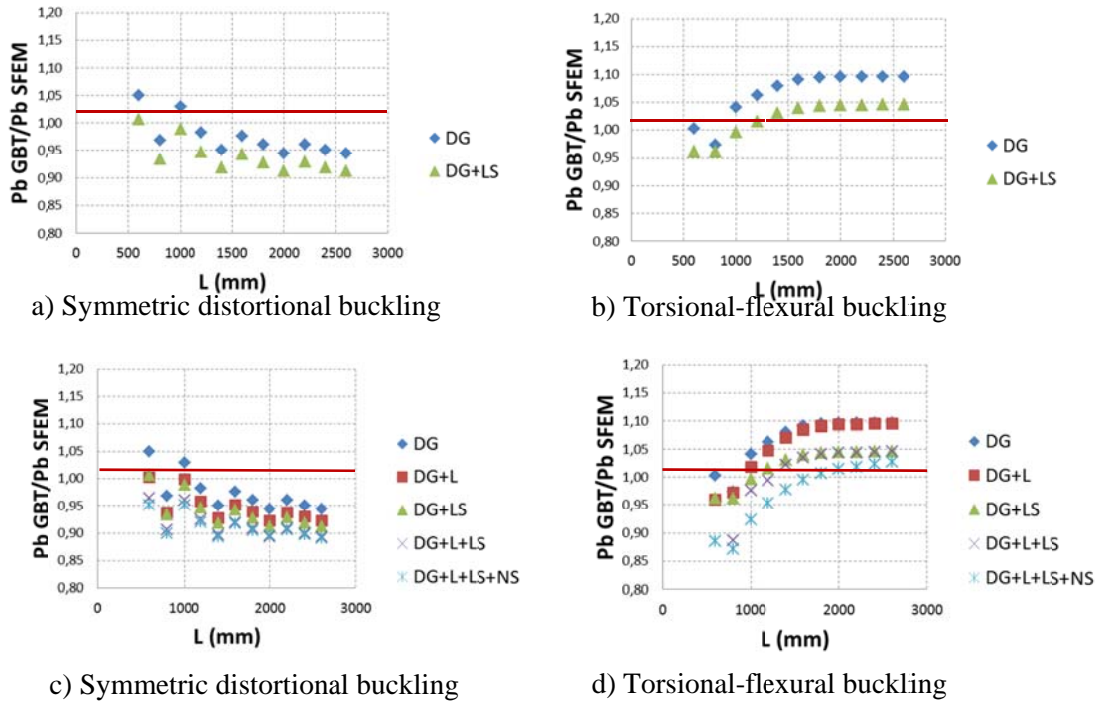 1,20
1,15
1,10
1,05
1,00
0,95
0,90
0,85
0,80
Pb GBT/Pb SFEM
0 500 1000 1500 2000 2500 3000
L (mm)
DG
DG+LS
a) Symmetric distortional buckling
1,20
1,15
1,10
1,05
1,00
0,95
0,90
0,85
0,80
Pb GBT/Pb SFEM
0 500 1000 1500 2000 2500 3000
L (mm)
DG
DG+LS
b) Torsional-flexural buckling
1,20
1,15
1,10
1,05
1,00
0,95
0,90
0,85
0,80
Pb GBT/Pb SFEM
0 1000 2000 3000
L (mm)
DG
DG+L
DG+LS
DG+L+LS
DG+L+LS+NS
c) Symmetric distortional buckling
1,20
1,15
1,10
1,05
1,00
0,95
0,90
0,85
0,80
Pb GBT/Pb SFEM
0 1000 2000 3000
L (mm)
DG
DG+L
DG+LS
DG+L+LS
DG+L+LS+NS
d) Torsional-flexural buckling